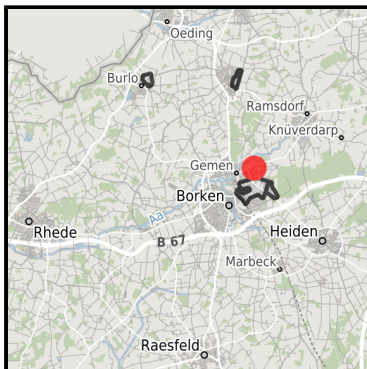 Oeding
Burlo
Ramsdorf
Knüverdarp
Gemen
Borken
Aa
Rhede
B 67
Heiden
Marbeck
Raesfeld